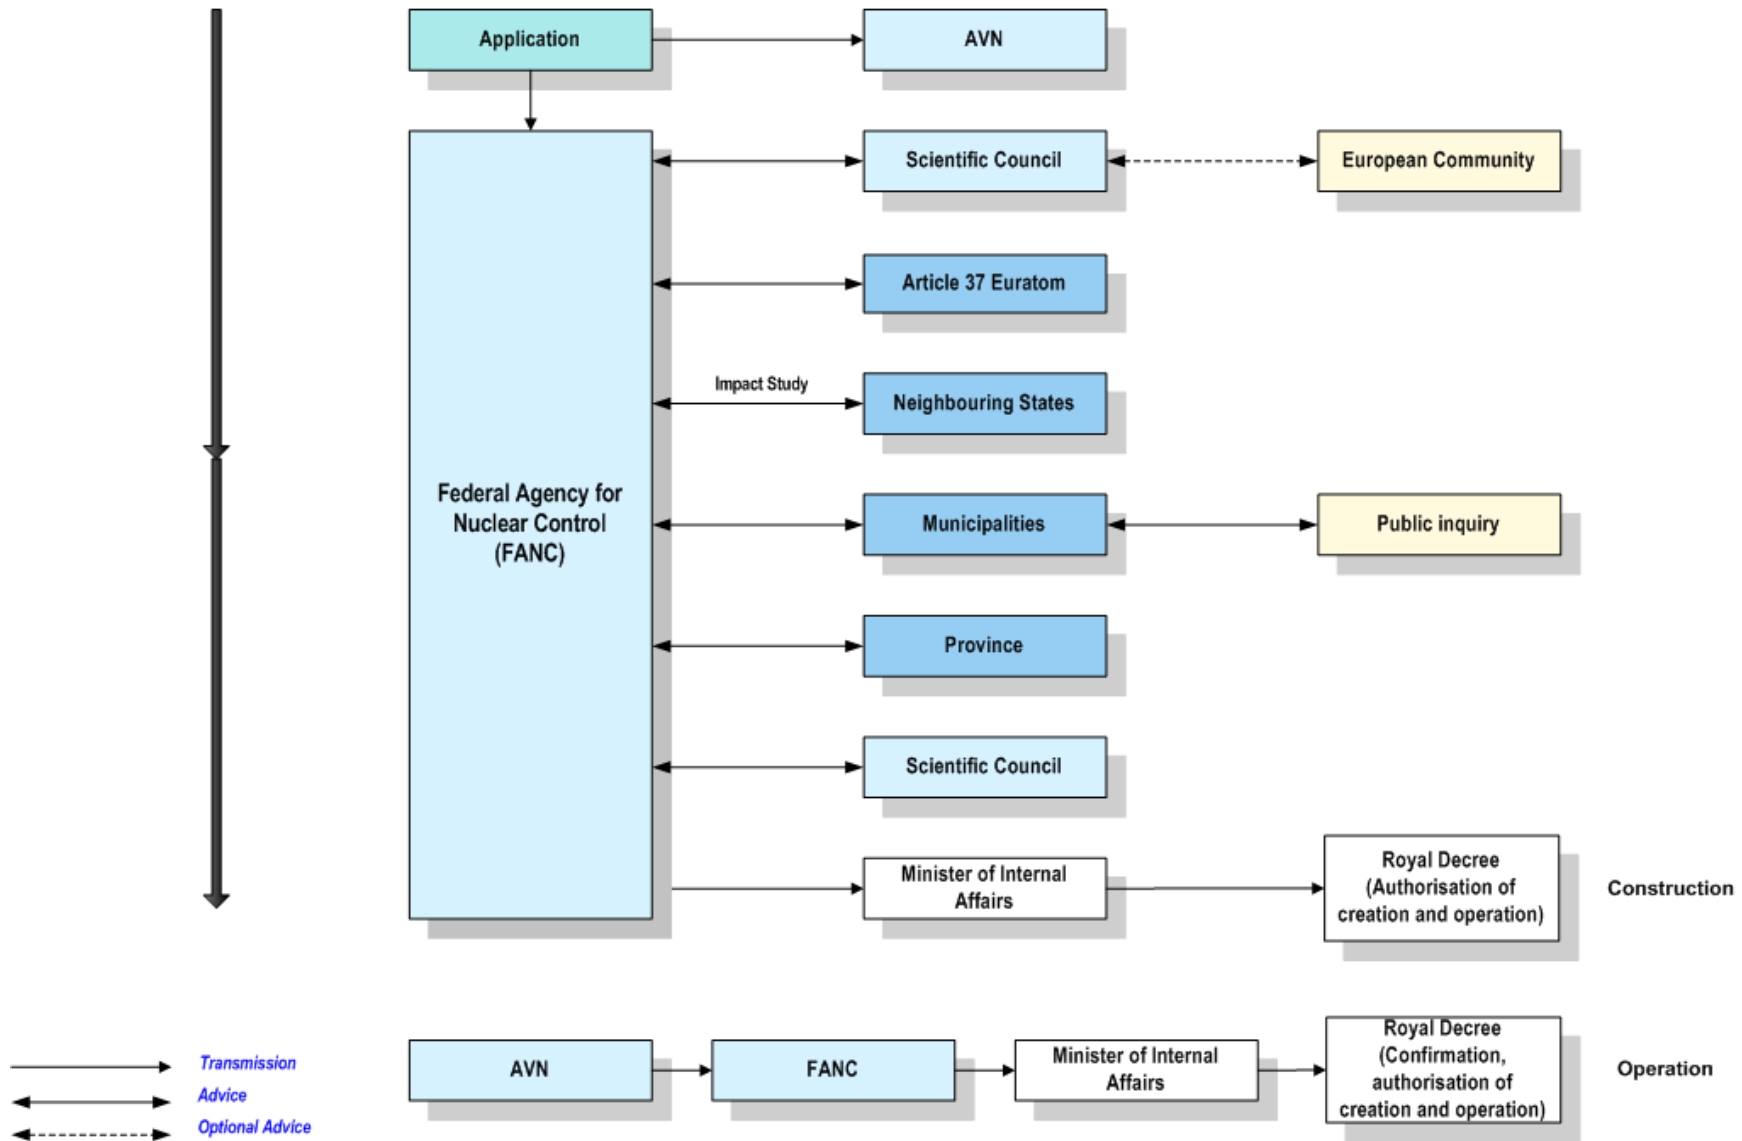 Application
AVN
Scientific Council
European Community
Article 37 Euratom
Impact Study
Neighbouring States
Federal Agency for
Nuclear Control
(FANC)
Municipalities
Public inquiry
Province
Scientific Council
Minister of Internal
Affairs
Royal Decree
(Authorisation of
creation and operation)
Construction
Transmission
Advice
Optional Advice
AVN
FANC
Minister of Internal
Affairs
Royal Decree
(Confirmation,
authorisation of
creation and operation)
Operation